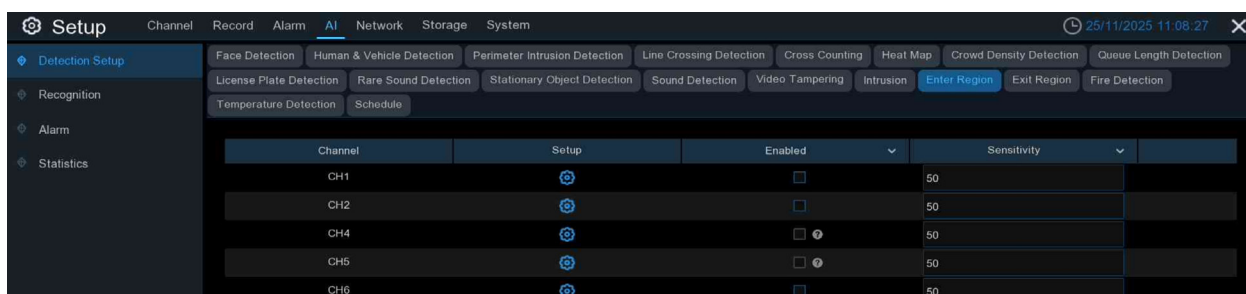 Setup Channel Record Alarm AI Network Storage System 25/11/2025 11:08:27
Detection Setup
Recognition
Alarm
Statistics
Face Detection Human & Vehicle Detection Perimeter Intrusion Detection Line Crossing Detection Cross Counting Heat Map Crowd Density Detection Queue Length Detection
License Plate Detection Rare Sound Detection Stationary Object Detection Sound Detection Video Tampering Intrusion Enter Region Exit Region Fire Detection
Temperature Detection Schedule
Channel Setup Enabled Sensitivity
CH1 50
CH2 50
CH4 50
CH5 50
CH6 50